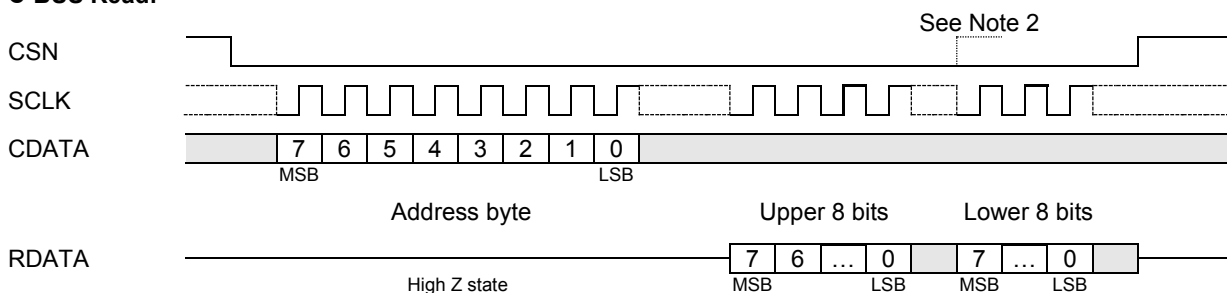 C-BUS Read:
See Note 2
CSN
SCLK
CDATA
7 6 5 4 3 2 1 0
MSB LSB
Address byte Upper 8 bits Lower 8 bits
RDATA
7 6 … 0 7 … 0
High Z state MSB LSB MSB LSB